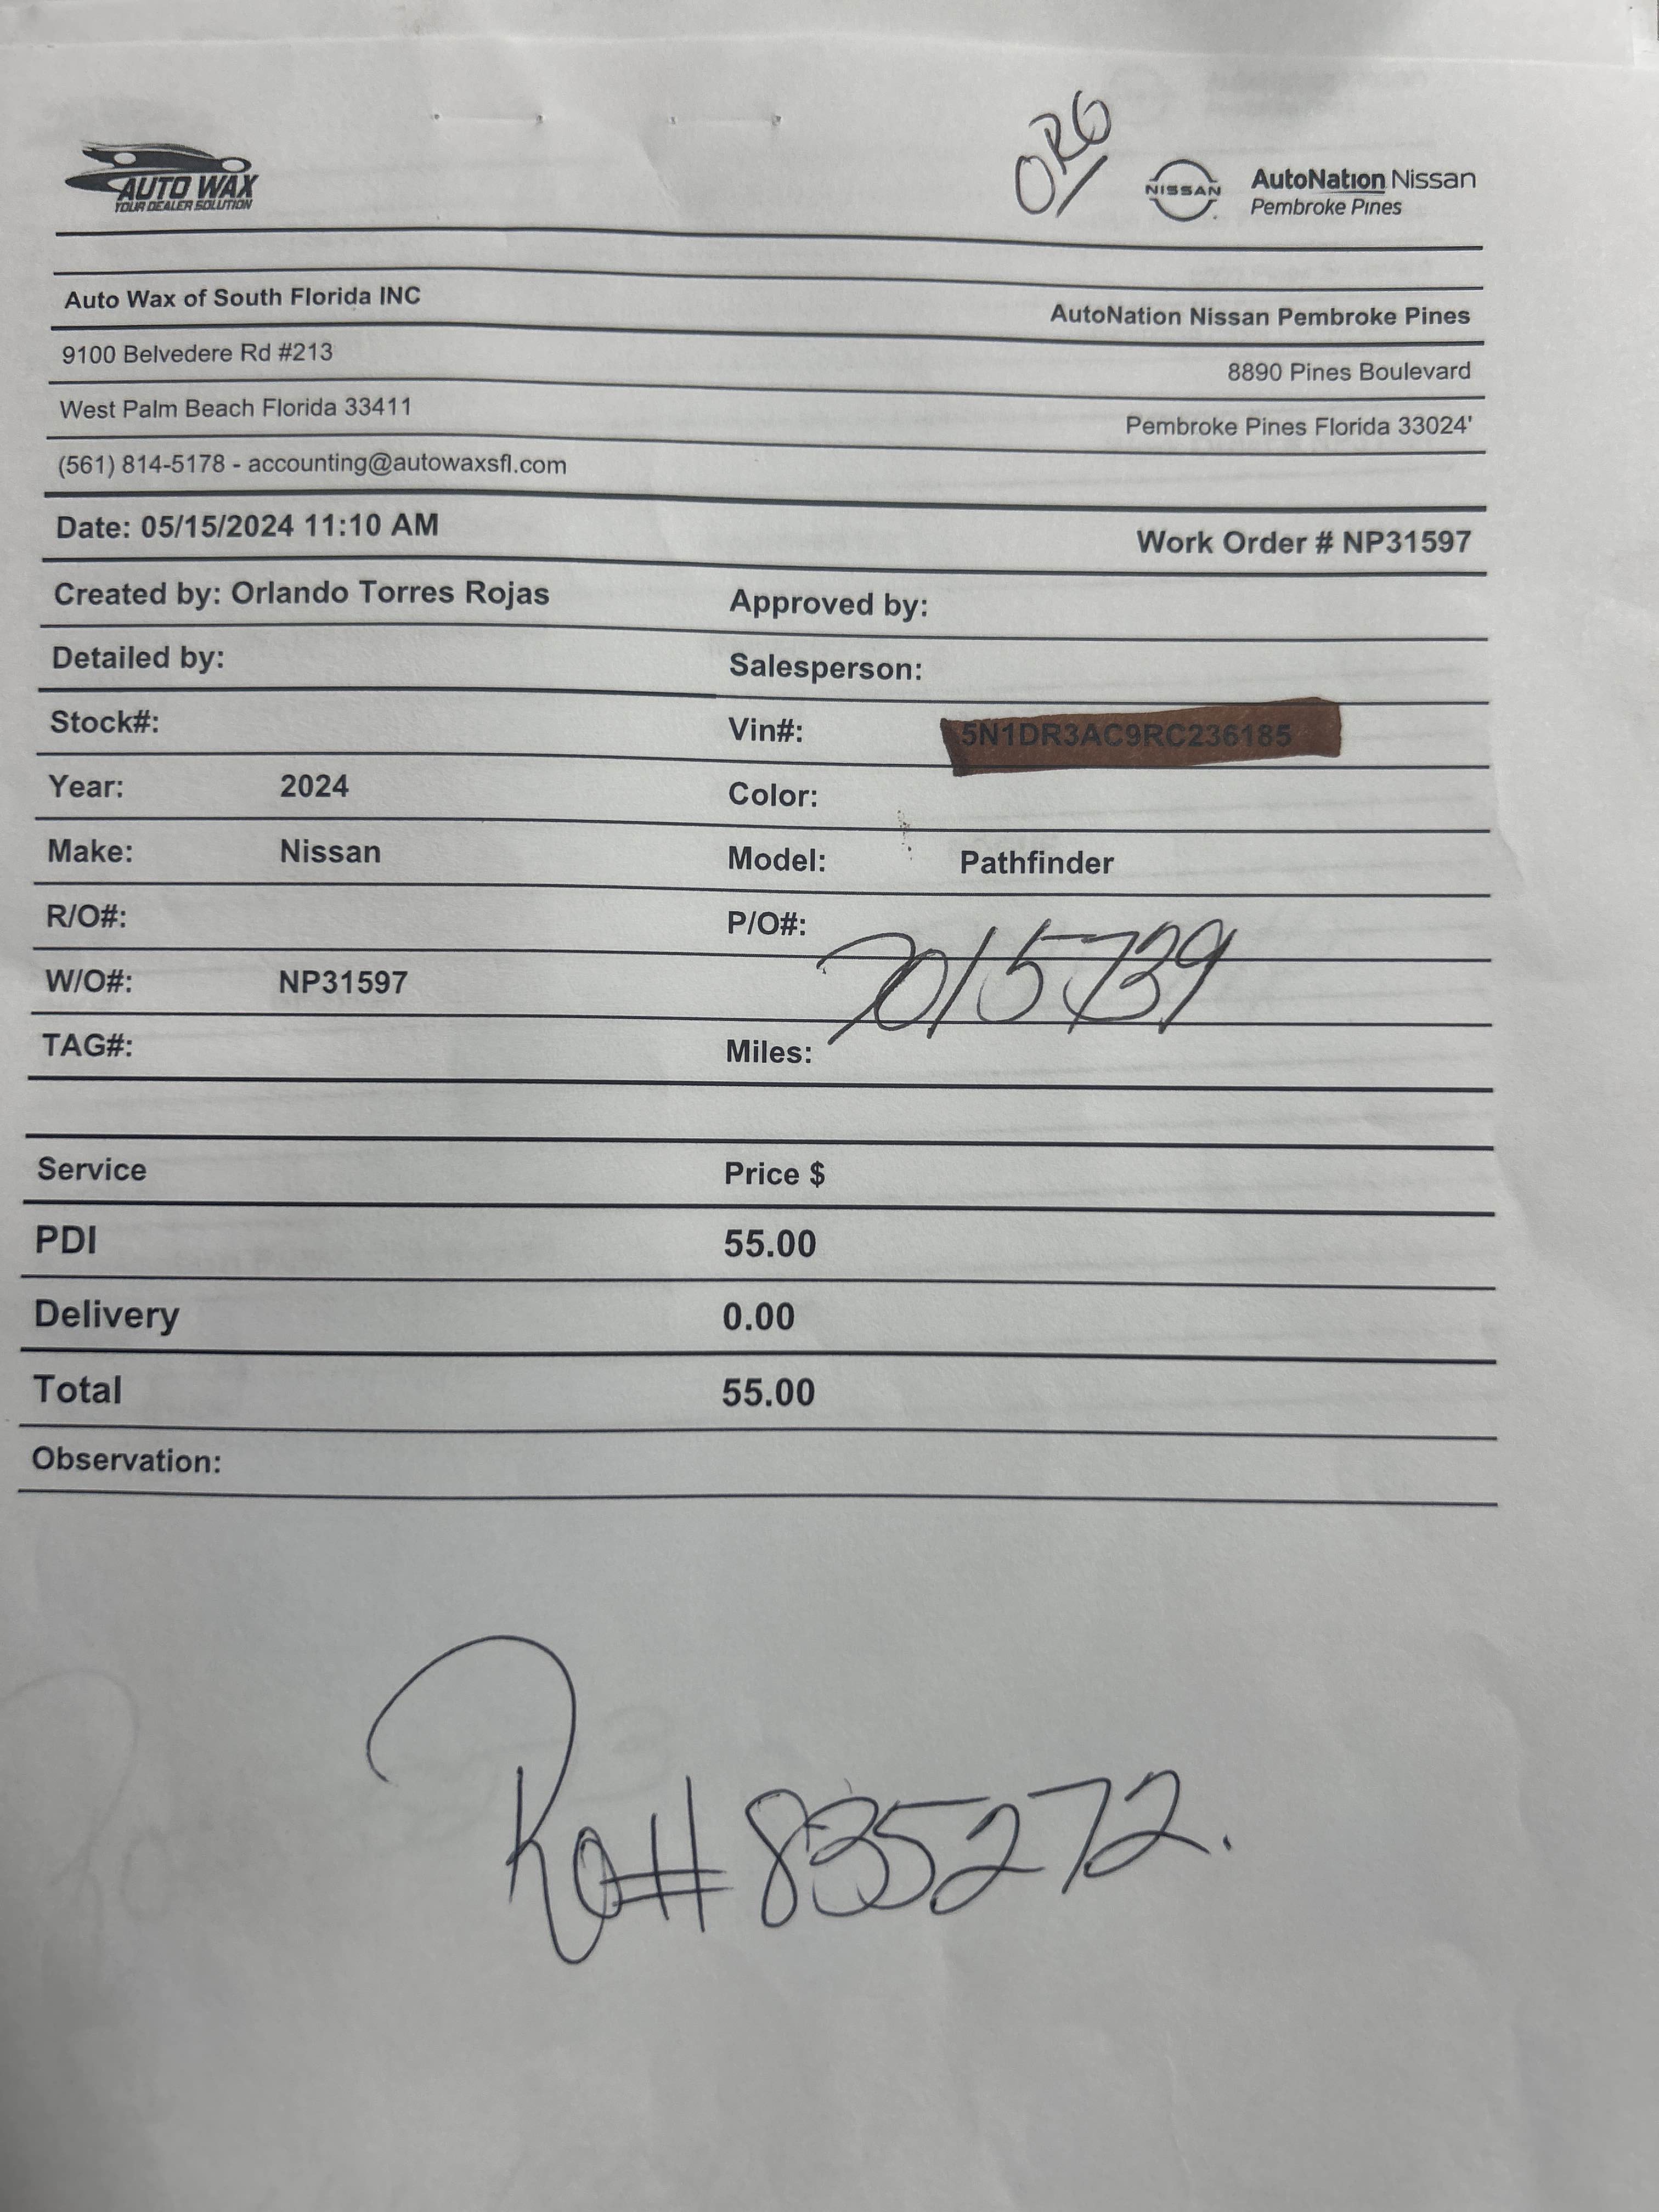 ORG
AUTO WAX
YOUR DEALER SOLUTION
NISSAN
AutoNation Nissan
Pembroke Pines
Auto Wax of South Florida INC
AutoNation Nissan Pembroke Pines
9100 Belvedere Rd #213
8890 Pines Boulevard
West Palm Beach Florida 33411
Pembroke Pines Florida 33024'
(561) 814-5178 - accounting@autowaxsfl.com
Date: 05/15/2024 11:10 AM
Work Order # NP31597
Created by: Orlando Torres Rojas
Approved by:
Detailed by:
Salesperson:
Stock#:
Vin#: 5N1DR3AC9RC236185
Year: 2024
Color:
Make: Nissan
Model: Pathfinder
R/O#:
P/O#: 7015739
W/O#: NP31597
TAG#:
Miles:
Service Price $
PDI 55.00
Delivery 0.00
Total 55.00
Observation:
Ro# 835272.